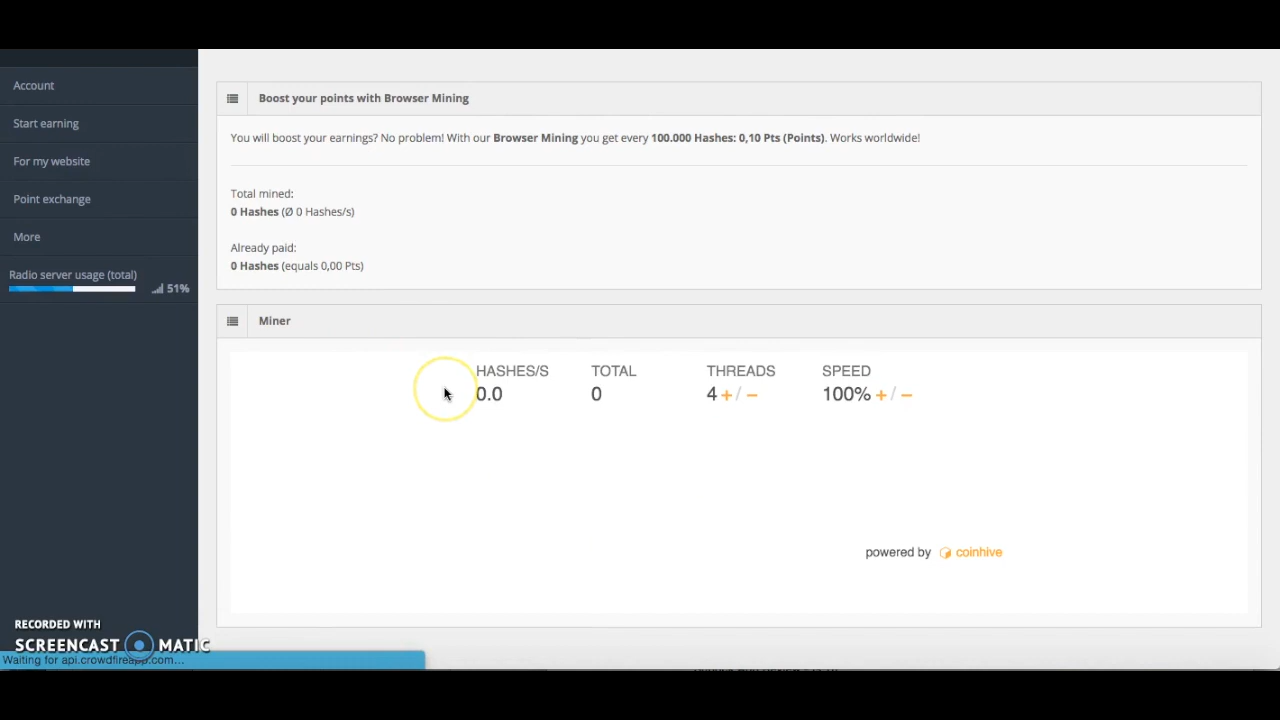 Account
Start earning
For my website
Point exchange
More
Radio server usage (total)
51%
Boost your points with Browser Mining
You will boost your earnings? No problem! With our Browser Mining you get every 100.000 Hashes: 0,10 Pts (Points). Works worldwide!
Total mined:
0 Hashes (Ø 0 Hashes/s)
Already paid:
0 Hashes (equals 0,00 Pts)
Miner
HASHES/S TOTAL THREADS SPEED
0.0 0 4 + / − 100% + / −
powered by coinhive
RECORDED WITH
SCREENCAST MATIC
Waiting for api.crowdfireapp.com...